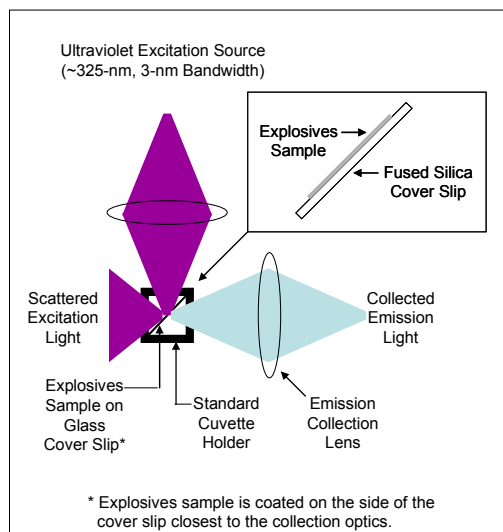 Ultraviolet Excitation Source
(~325-nm, 3-nm Bandwidth)
Explosives
Sample
Fused Silica
Cover Slip
Scattered
Excitation
Light
Collected
Emission
Light
Explosives
Sample on
Glass
Cover Slip*
Standard
Cuvette
Holder
Emission
Collection
Lens
* Explosives sample is coated on the side of the
cover slip closest to the collection optics.